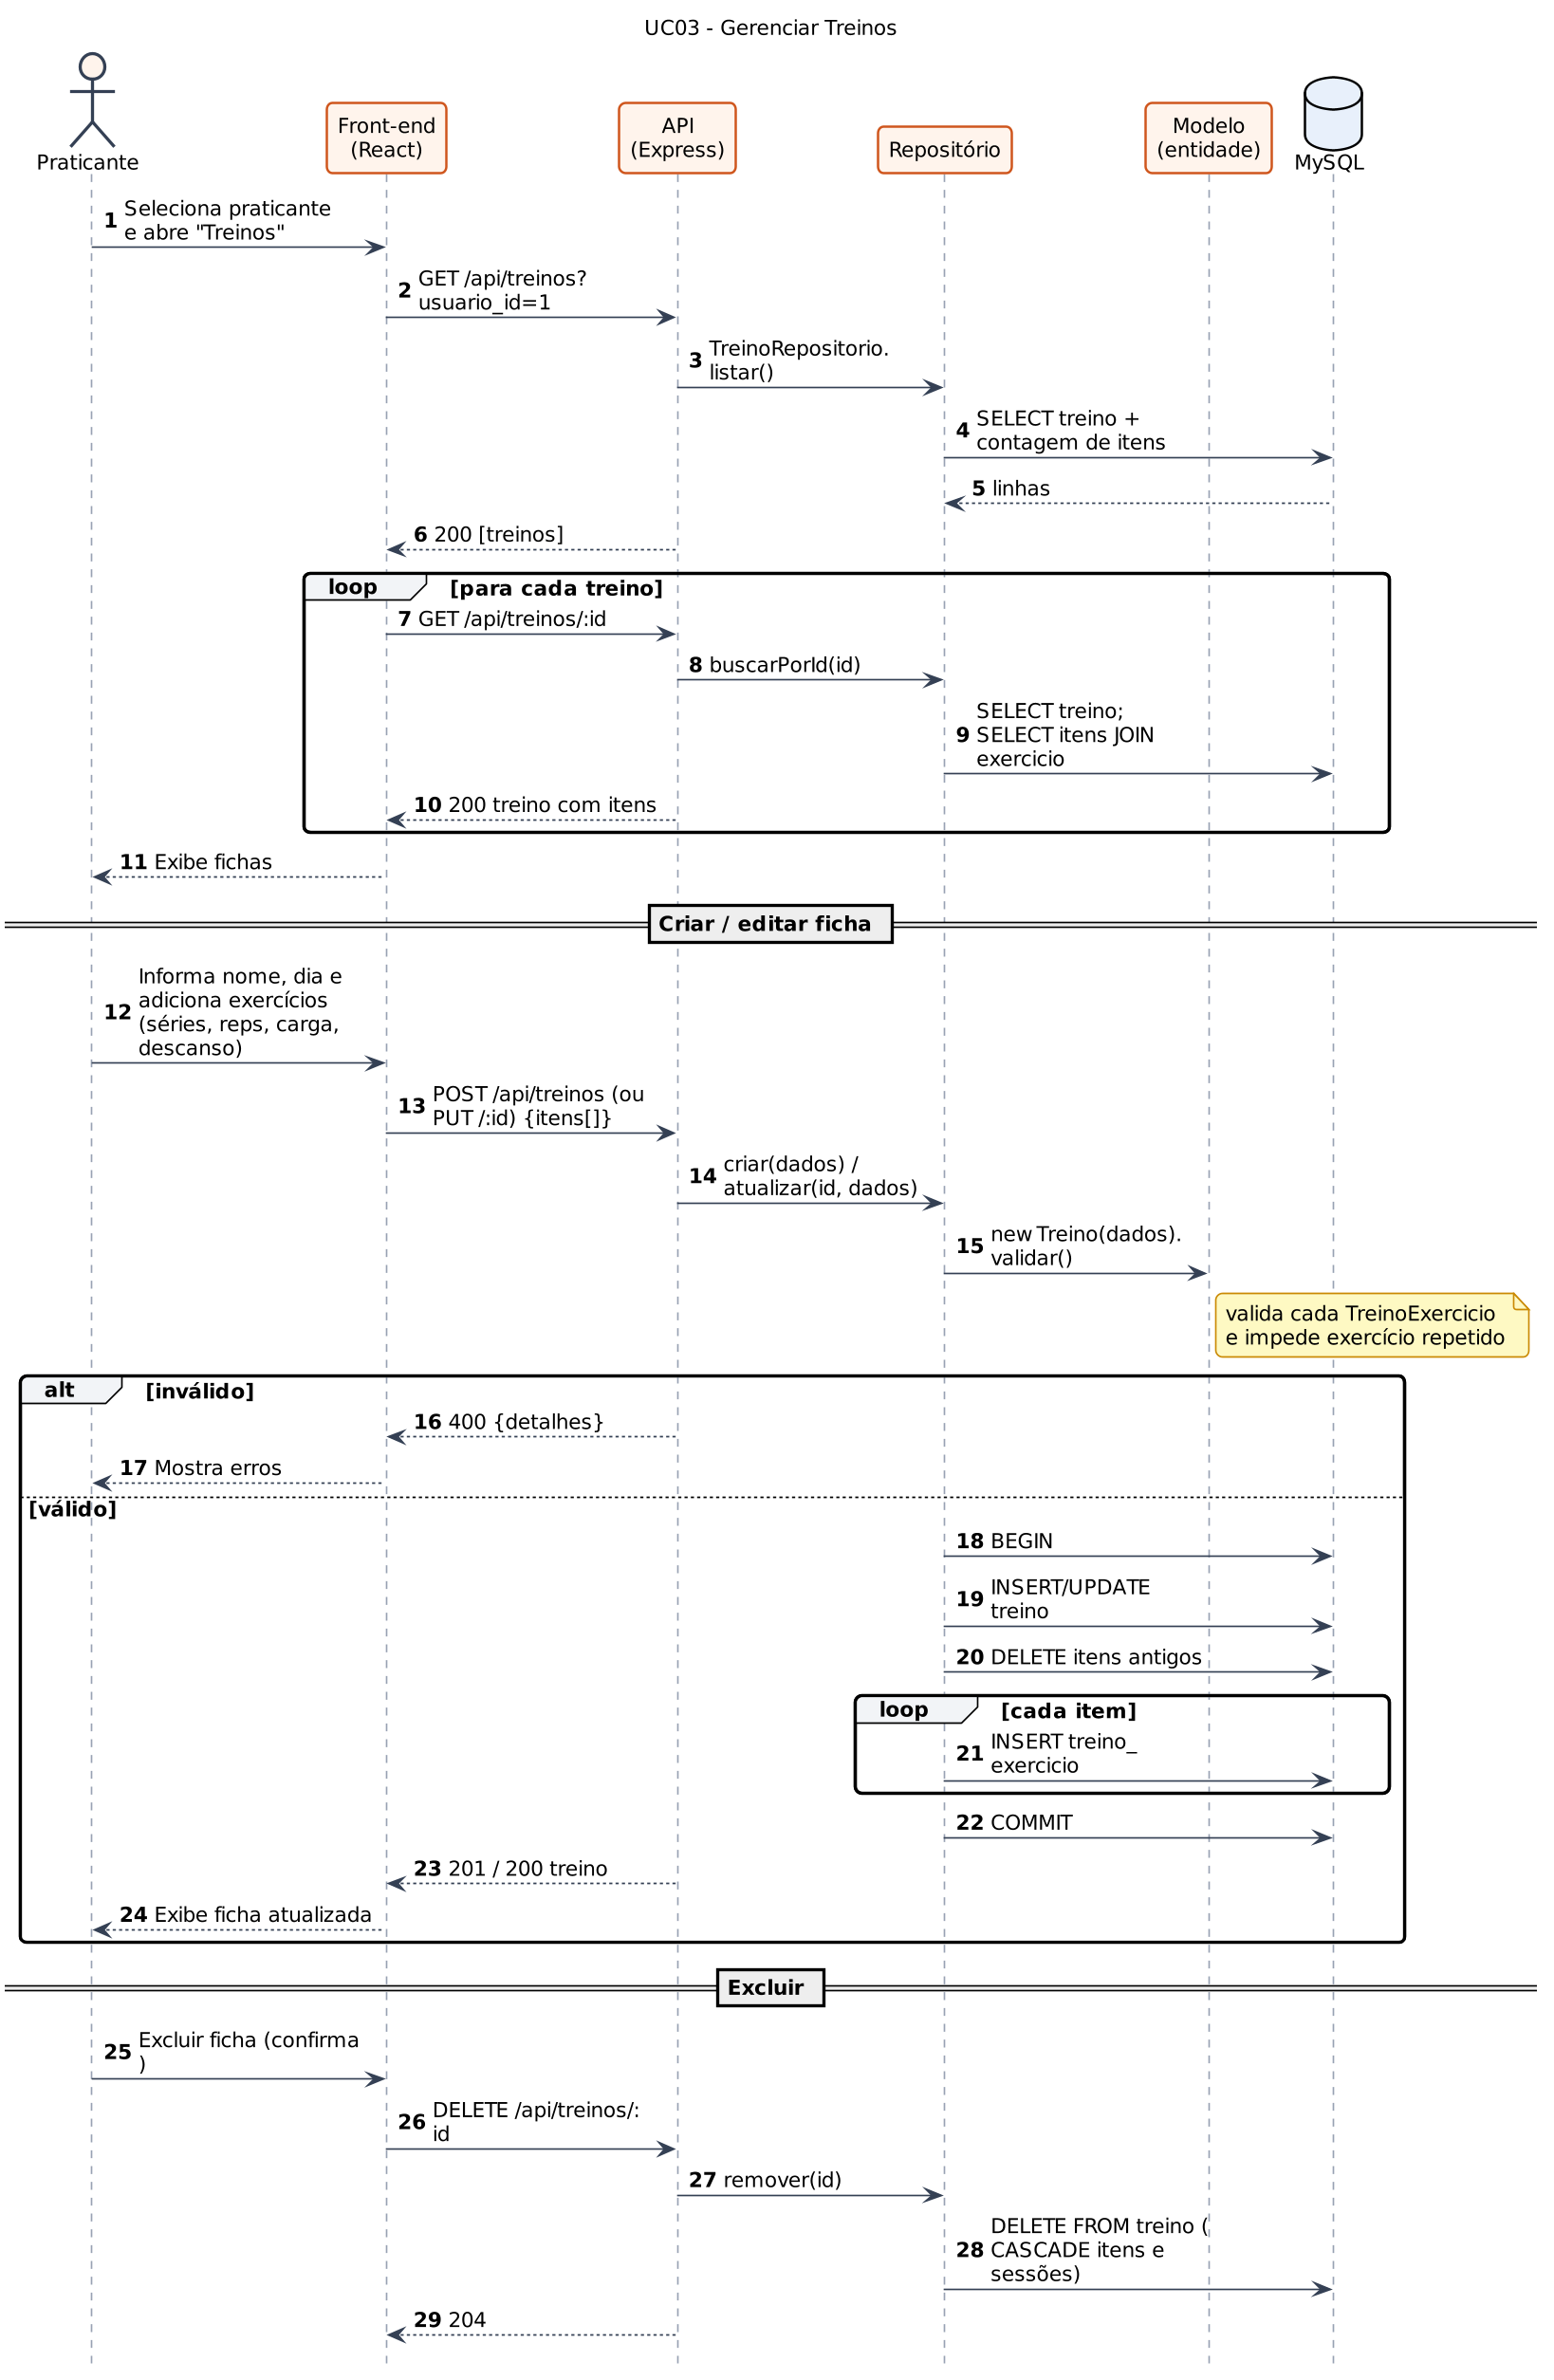 UC03 - Gerenciar Treinos
Praticante
Front-end
(React)
API
(Express)
Repositório
Modelo
(entidade)
MySQL
1 Seleciona praticante
e abre "Treinos"
2 GET /api/treinos?
usuario_id=1
3 TreinoRepositorio.
listar()
4 SELECT treino +
contagem de itens
5 linhas
6 200 [treinos]
loop [para cada treino]
7 GET /api/treinos/:id
8 buscarPorId(id)
9 SELECT treino;
SELECT itens JOIN
exercicio
10 200 treino com itens
11 Exibe fichas
Criar / editar ficha
12 Informa nome, dia e
adiciona exercícios
(séries, reps, carga,
descanso)
13 POST /api/treinos (ou
PUT /:id) {itens[]}
14 criar(dados) /
atualizar(id, dados)
15 new Treino(dados).
validar()
valida cada TreinoExercicio
e impede exercício repetido
alt [inválido]
16 400 {detalhes}
17 Mostra erros
[válido]
18 BEGIN
19 INSERT/UPDATE
treino
20 DELETE itens antigos
loop [cada item]
21 INSERT treino_
exercicio
22 COMMIT
23 201 / 200 treino
24 Exibe ficha atualizada
Excluir
25 Excluir ficha (confirma
)
26 DELETE /api/treinos/:
id
27 remover(id)
28 DELETE FROM treino (
CASCADE itens e
sessões)
29 204